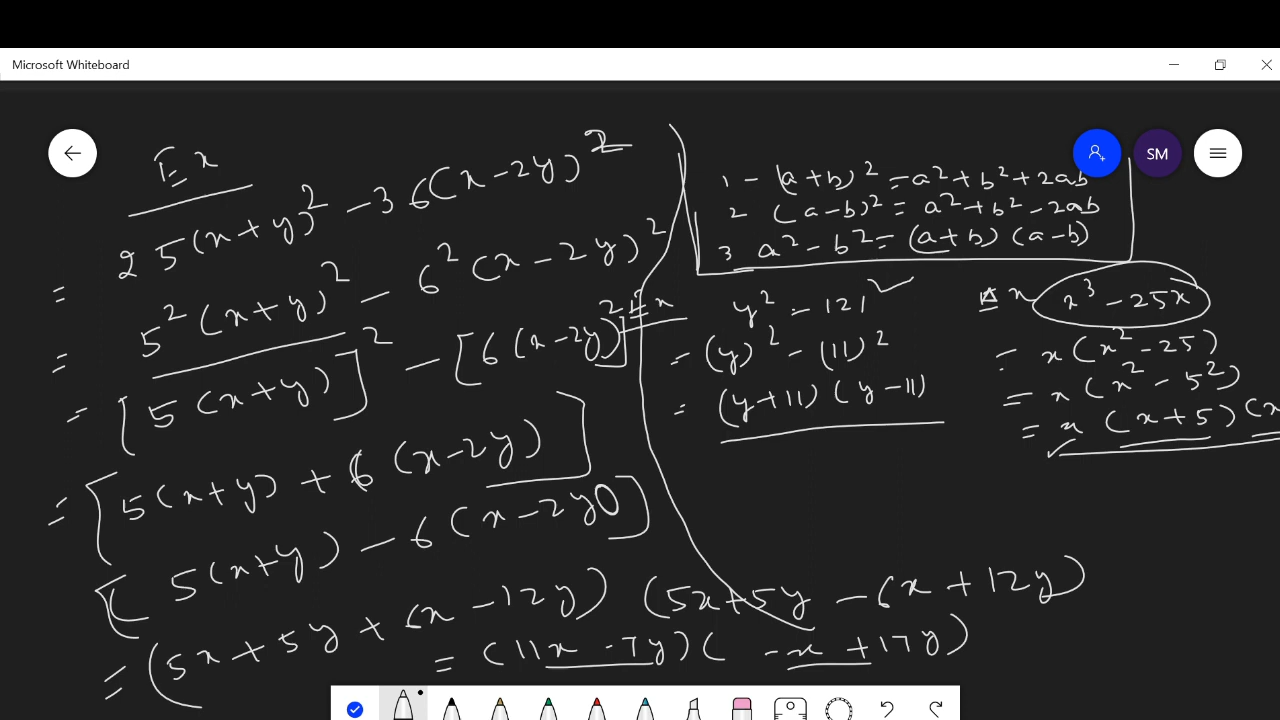 Microsoft Whiteboard
SM
Ex
25(x+y)² - 36(x-2y)²
= 5²(x+y)² - 6²(x-2y)²
= [5(x+y)]² - [6(x-2y)]²
= [5(x+y) + 6(x-2y)]
[5(x+y) - 6(x-2y)]
= (5x+5y+6x-12y) (5x+5y-6x+12y)
= (11x-7y)(-x+17y)
1 - (a+b)² = a²+b²+2ab
2 (a-b)² = a²+b²-2ab
3 a²-b² = (a+b)(a-b)
Ex
y² - 121
= (y)² - (11)²
= (y+11)(y-11)
Ex x³ - 25x
= x(x²-25)
= x(x²-5²)
= x(x+5)(x